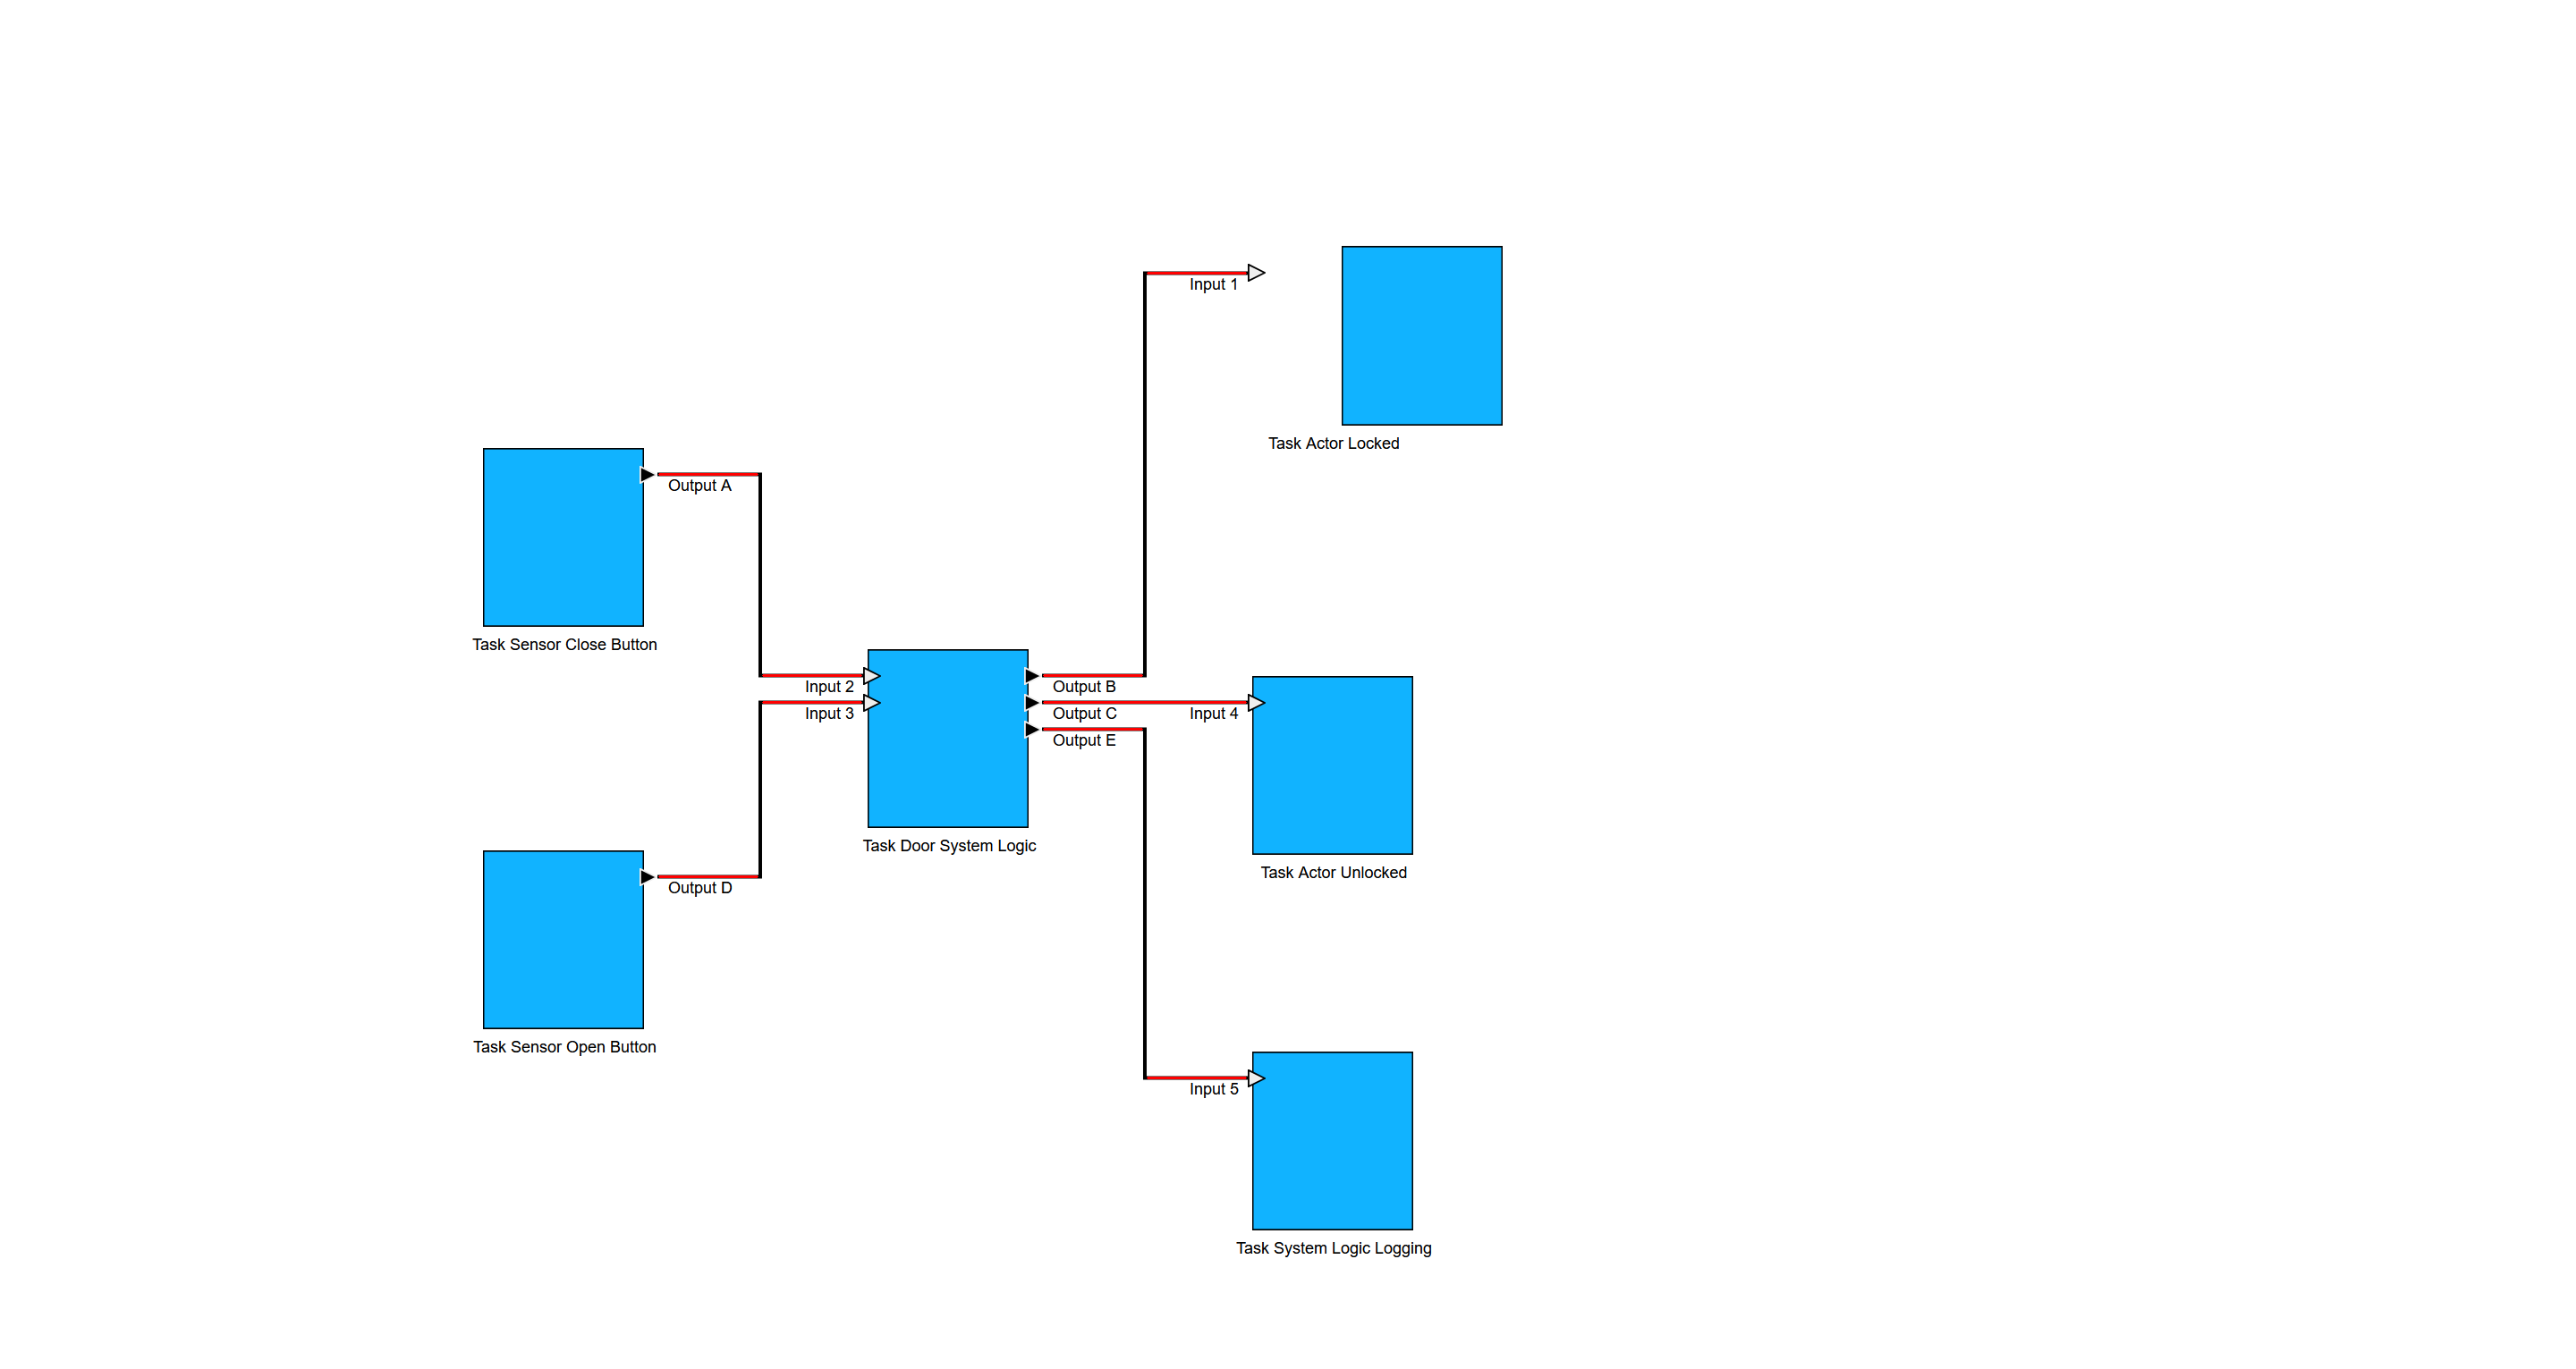 Input 1
Task Actor Locked
Output A
Task Sensor Close Button
Input 2
Output B
Input 3
Output C
Input 4
Output E
Task Door System Logic
Task Actor Unlocked
Output D
Task Sensor Open Button
Input 5
Task System Logic Logging